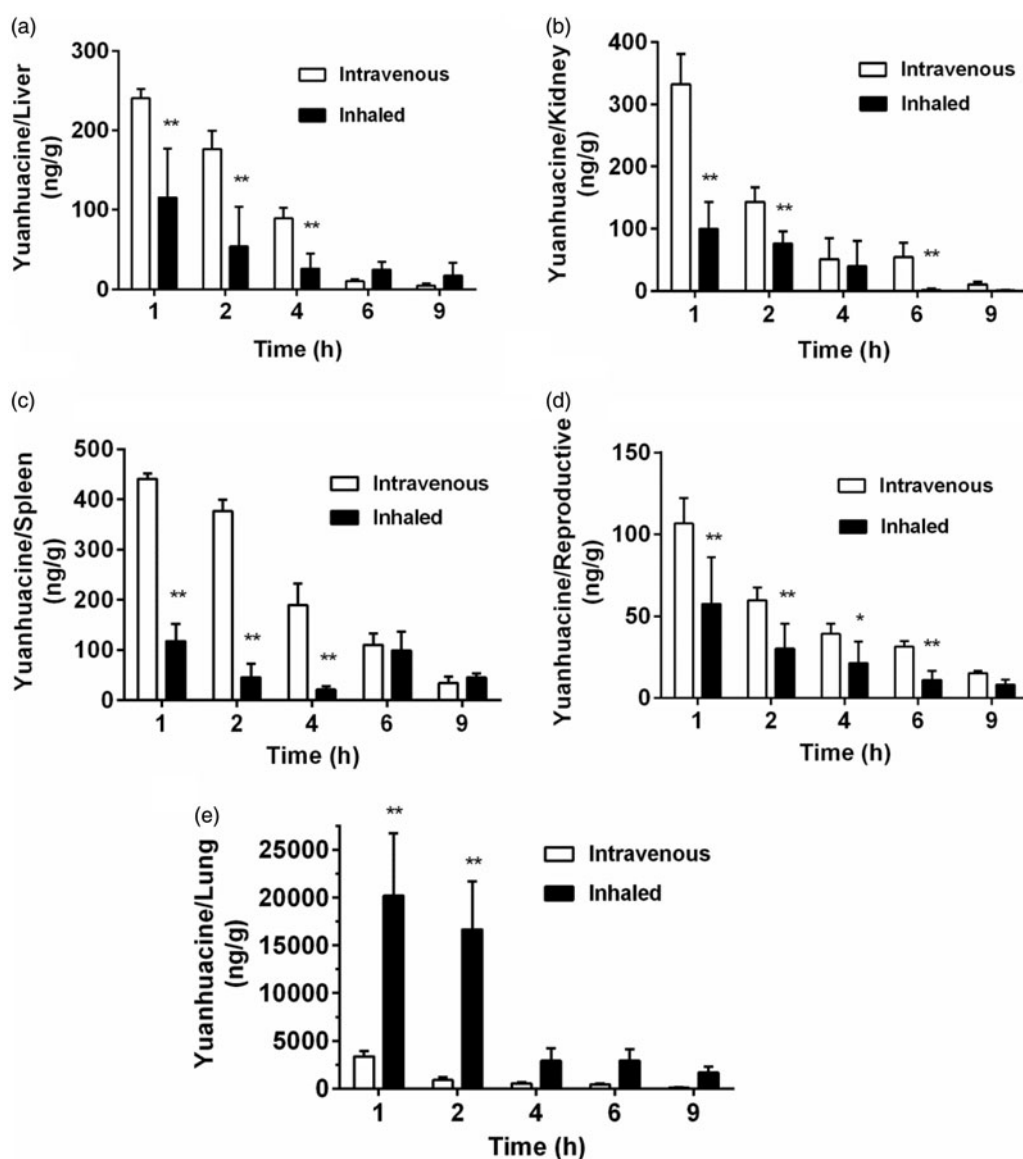 (a)
Yuanhuacine/Liver
(ng/g)
300
200
100
0
Intravenous
Inhaled
**
**
**
1 2 4 6 9
Time (h)
(b)
Yuanhuacine/Kidney
(ng/g)
400
300
200
100
0
Intravenous
Inhaled
**
**
**
1 2 4 6 9
Time (h)
(c)
Yuanhuacine/Spleen
(ng/g)
500
400
300
200
100
0
Intravenous
Inhaled
**
**
**
1 2 4 6 9
Time (h)
(d)
Yuanhuacine/Reproductive
(ng/g)
150
100
50
0
Intravenous
Inhaled
**
**
*
**
1 2 4 6 9
Time (h)
(e)
Yuanhuacine/Lung
(ng/g)
25000
20000
15000
10000
5000
0
Intravenous
Inhaled
**
**
1 2 4 6 9
Time (h)